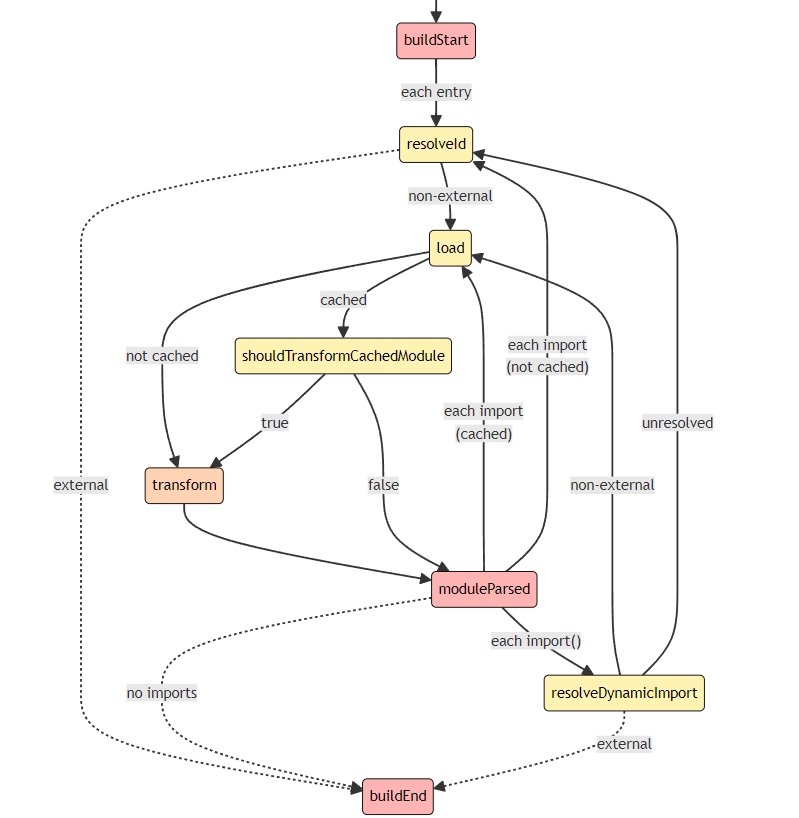 buildStart
each entry
resolveId
non-external
load
cached
shouldTransformCachedModule
not cached
each import
(not cached)
each import
(cached)
true
unresolved
external
transform
false
non-external
moduleParsed
each import()
no imports
resolveDynamicImport
external
buildEnd